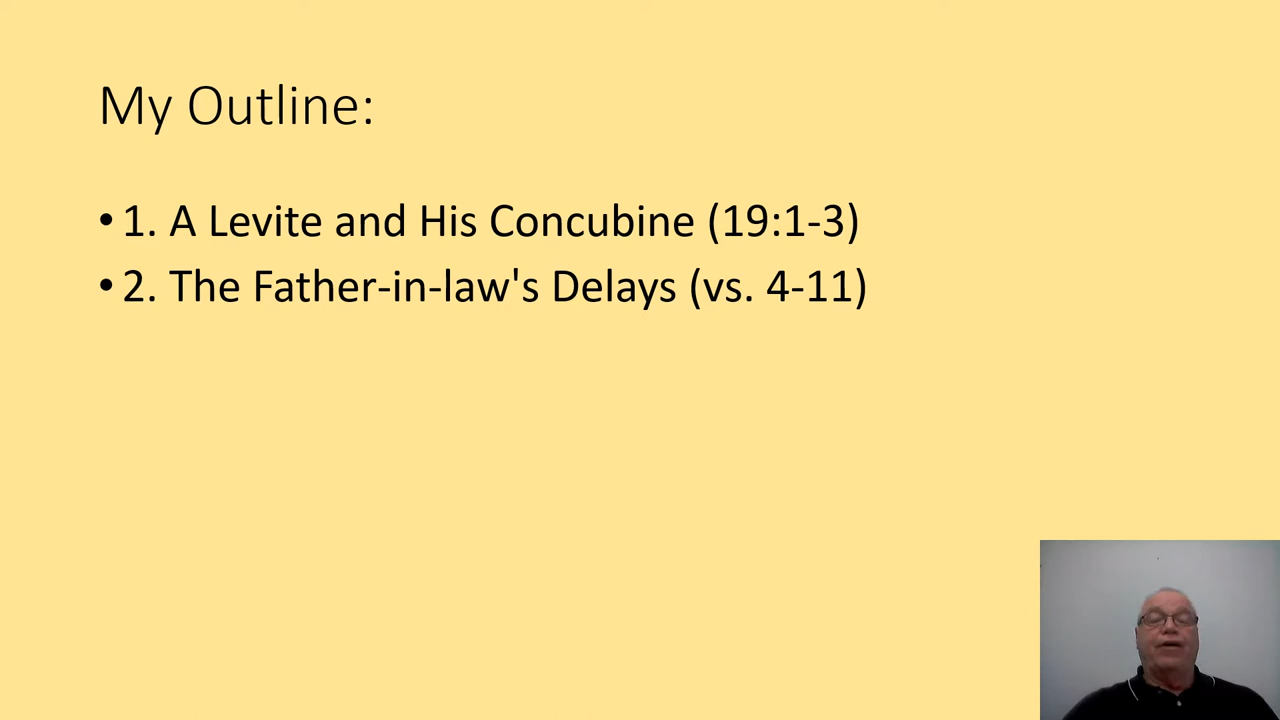 My Outline:
• 1. A Levite and His Concubine (19:1-3)
• 2. The Father-in-law's Delays (vs. 4-11)